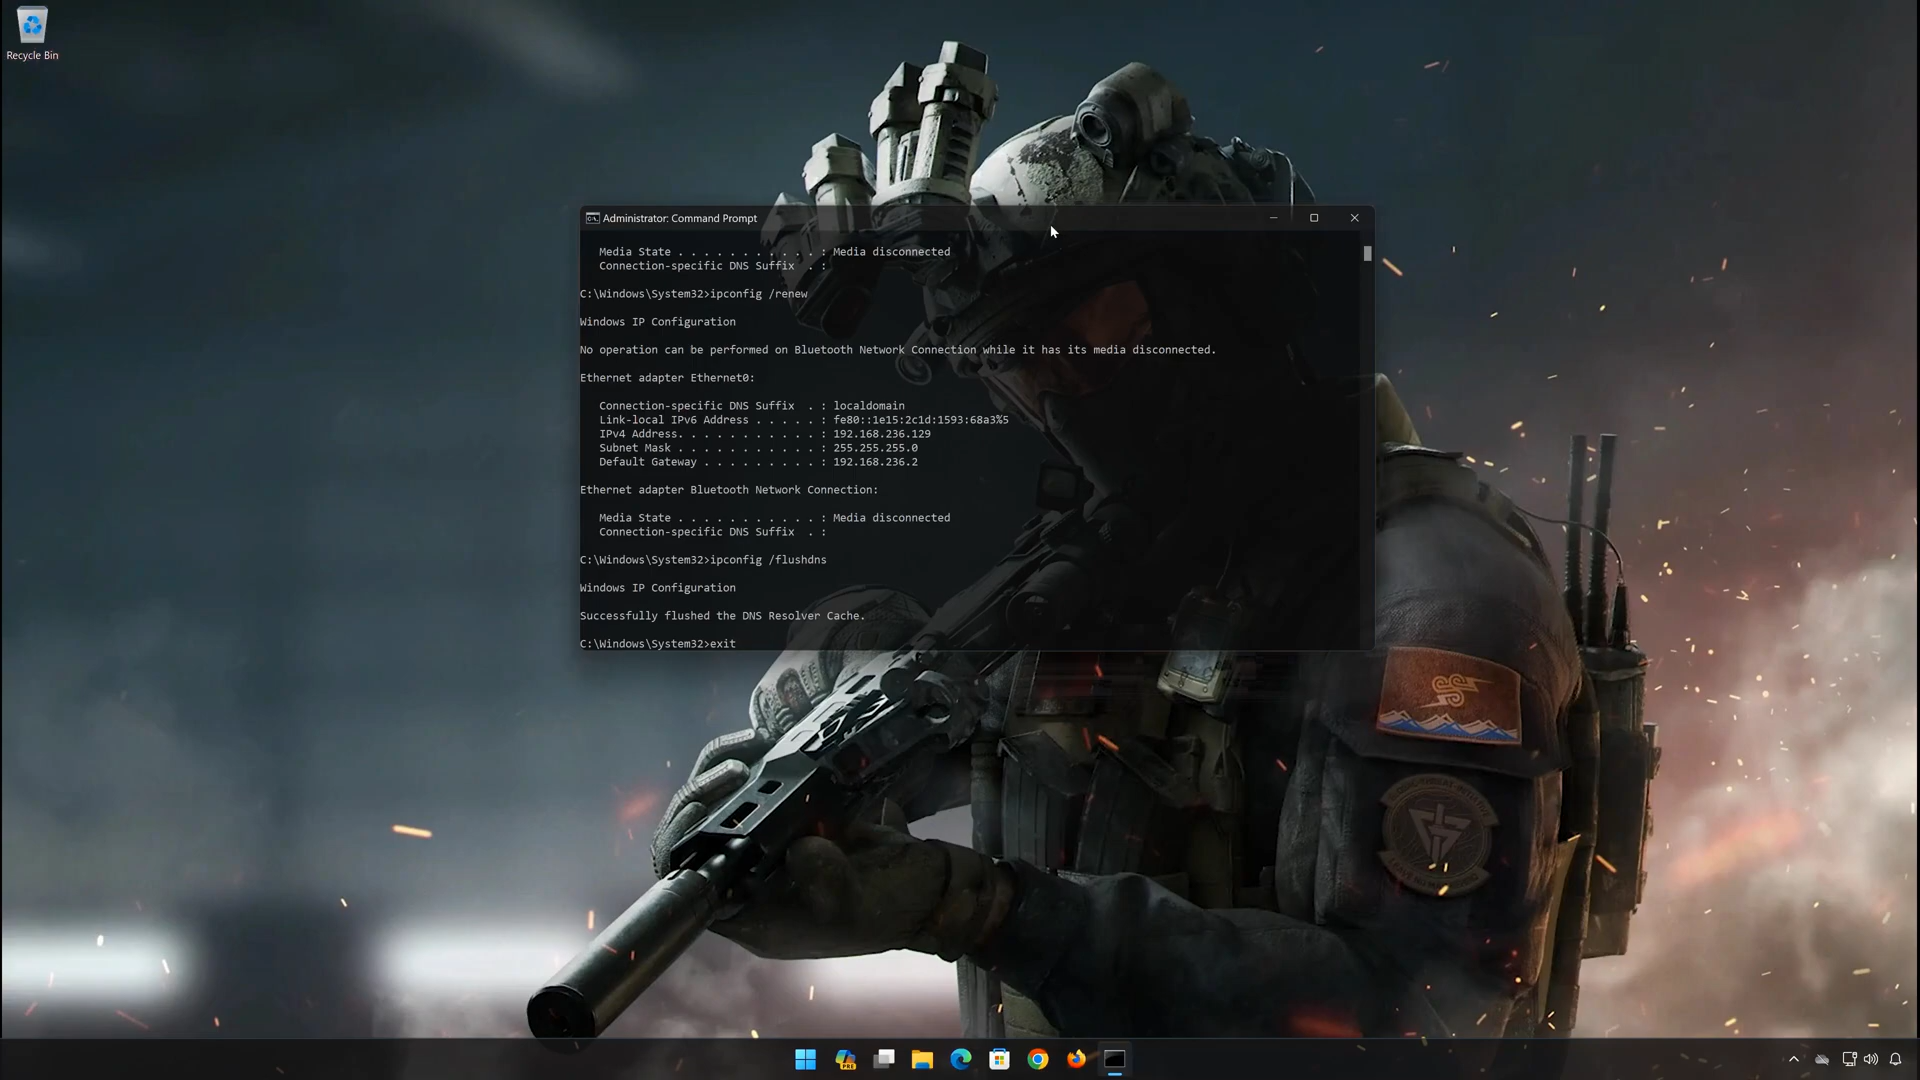 Recycle Bin
Administrator: Command Prompt
Media State . . . . . . . . . . . : Media disconnected
Connection-specific DNS Suffix  . :
C:\Windows\System32>ipconfig /renew
Windows IP Configuration
No operation can be performed on Bluetooth Network Connection while it has its media disconnected.
Ethernet adapter Ethernet0:
Connection-specific DNS Suffix  . : localdomain
Link-local IPv6 Address . . . . . : fe80::1e15:2c1d:1593:68a3%5
IPv4 Address. . . . . . . . . . . : 192.168.236.129
Subnet Mask . . . . . . . . . . . : 255.255.255.0
Default Gateway . . . . . . . . . : 192.168.236.2
Ethernet adapter Bluetooth Network Connection:
Media State . . . . . . . . . . . : Media disconnected
Connection-specific DNS Suffix  . :
C:\Windows\System32>ipconfig /flushdns
Windows IP Configuration
Successfully flushed the DNS Resolver Cache.
C:\Windows\System32>exit
PRE